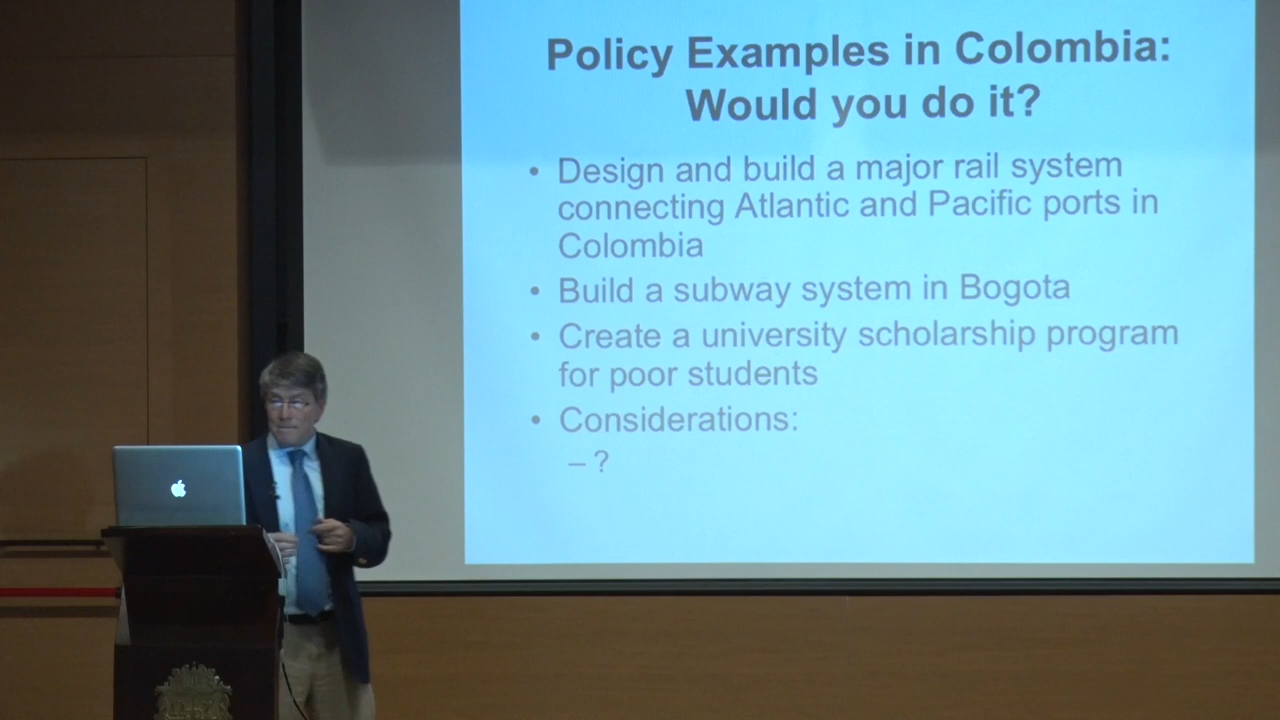 Policy Examples in Colombia:
Would you do it?
• Design and build a major rail system
connecting Atlantic and Pacific ports in
Colombia
• Build a subway system in Bogota
• Create a university scholarship program
for poor students
• Considerations:
– ?